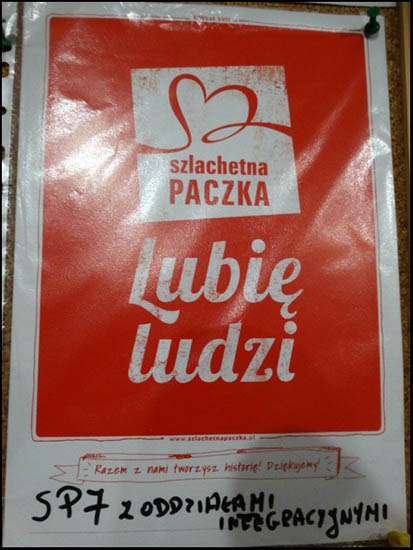 szlachetna
PACZKA
Lubię
ludzi
www.szlachetnapaczka.pl
Razem z nami tworzysz historię! Dziękujemy!
SP7 Z ODDZIAŁAMI
INTEGRACYJNYMI